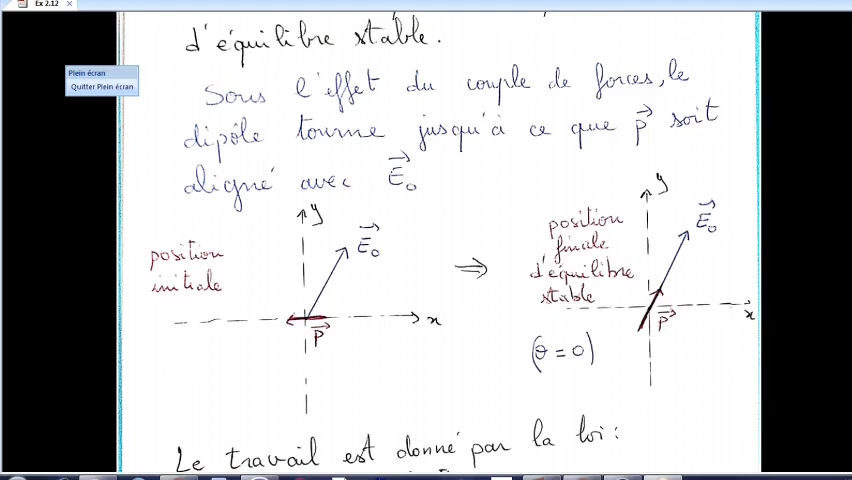 Ex 2.12
d'équilibre stable.
Plein écran
Quitter Plein écran
Sous l'effet du couple de forces, le
dipôle tourne jusqu'à ce que p⃗ soit
aligné avec E⃗₀
y
E⃗₀
position
initiale
x
p⃗
⇒
y
position
finale
d'équilibre
stable
E⃗₀
x
p⃗
(θ = 0)
Le travail est donné par la loi :